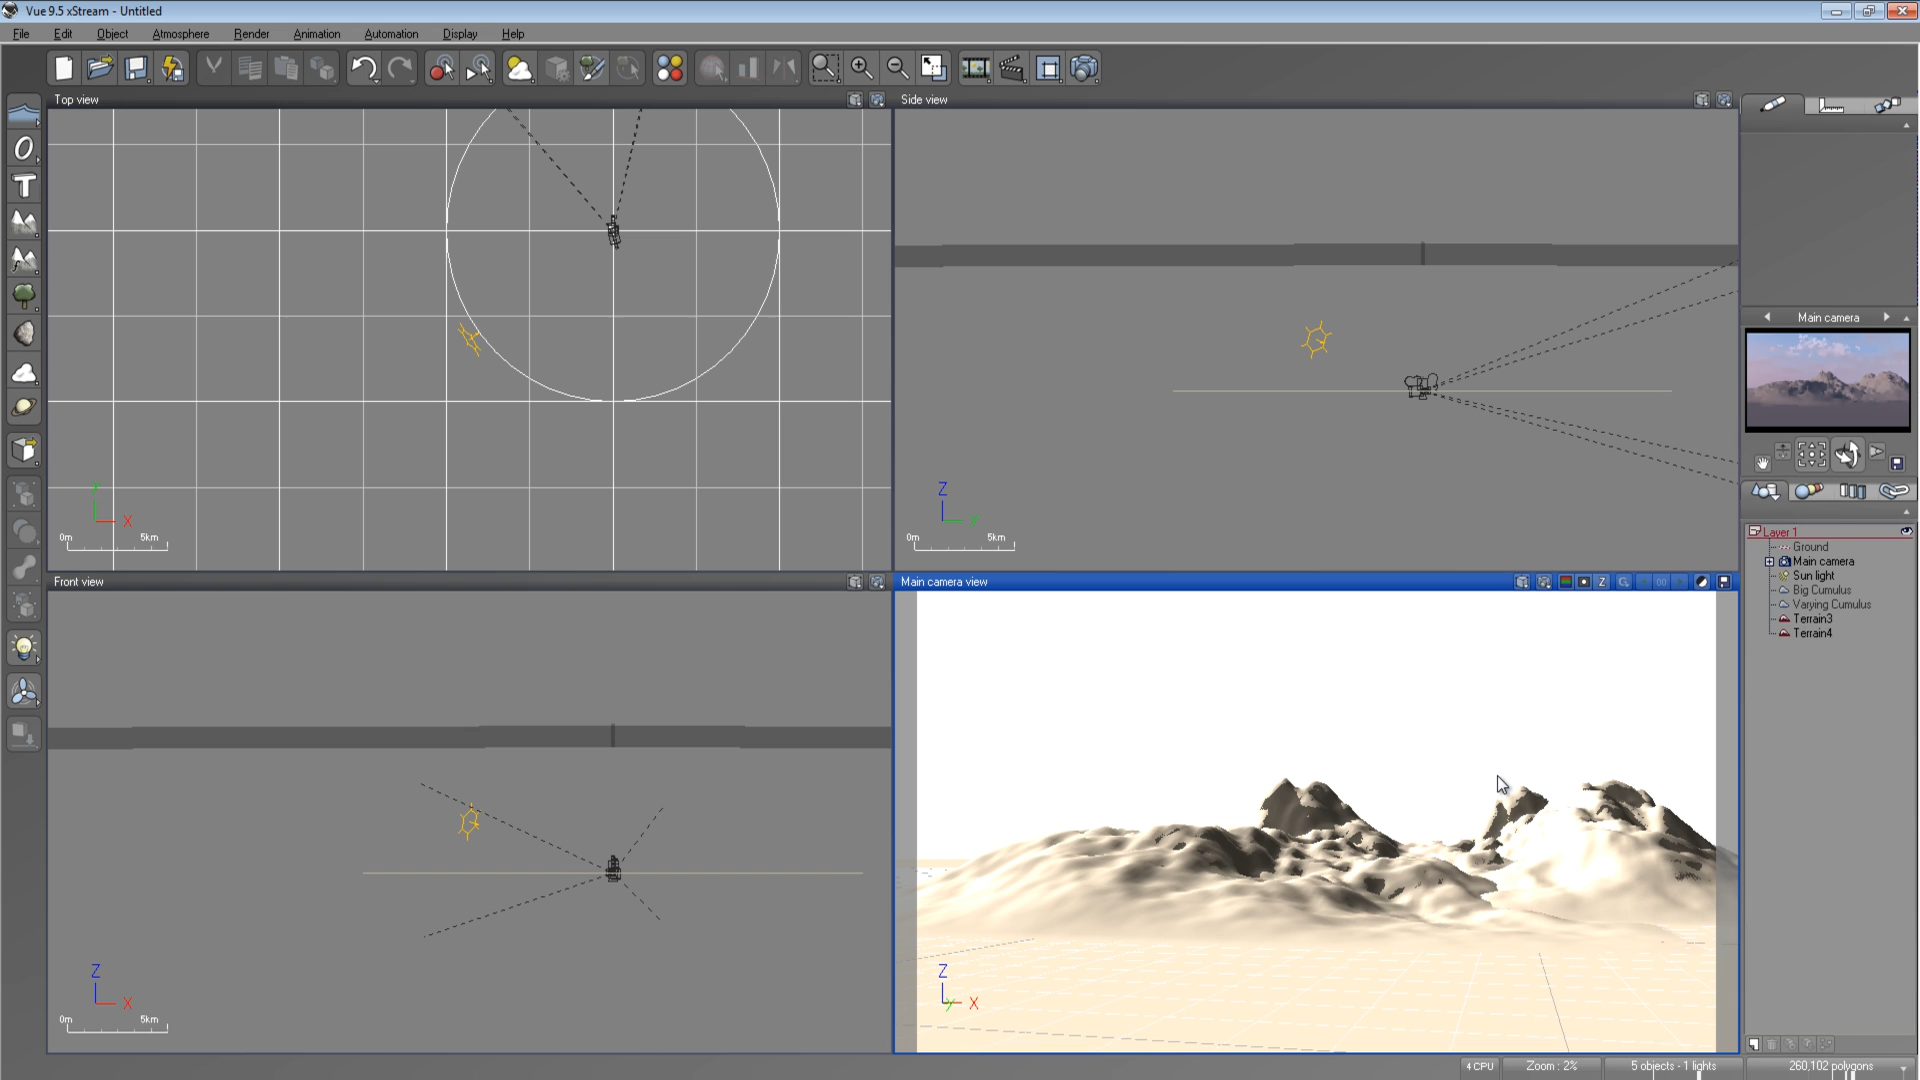 Vue 9.5 xStream - Untitled
File Edit Object Atmosphere Render Animation Automation Display Help
Top view
Side view
X
0m 5km
Z
y
0m 5km
Main camera
Layer 1
Ground
Main camera
Sun light
Big Cumulus
Varying Cumulus
Terrain3
Terrain4
Front view
Main camera view
Z
Z
X
0m 5km
Z
y X
4 CPU
Zoom : 2%
5 objects - 1 lights
260,102 polygons